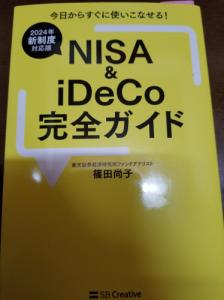 今日からすぐに使いこなせる!
2024年
新制度
対応版
NISA
&
iDeCo
完全ガイド
楽天証券経済研究所ファンドアナリスト
篠田尚子
SB Creative